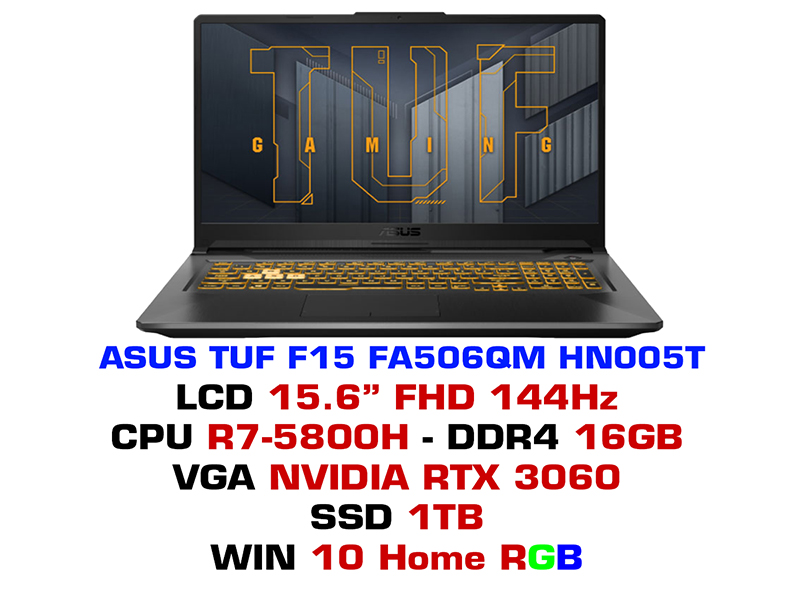 TUF
GAMING
ASUS
ASUS TUF F15 FA506QM HN005T
LCD 15.6” FHD 144Hz
CPU R7-5800H - DDR4 16GB
VGA NVIDIA RTX 3060
SSD 1TB
WIN 10 Home RGB